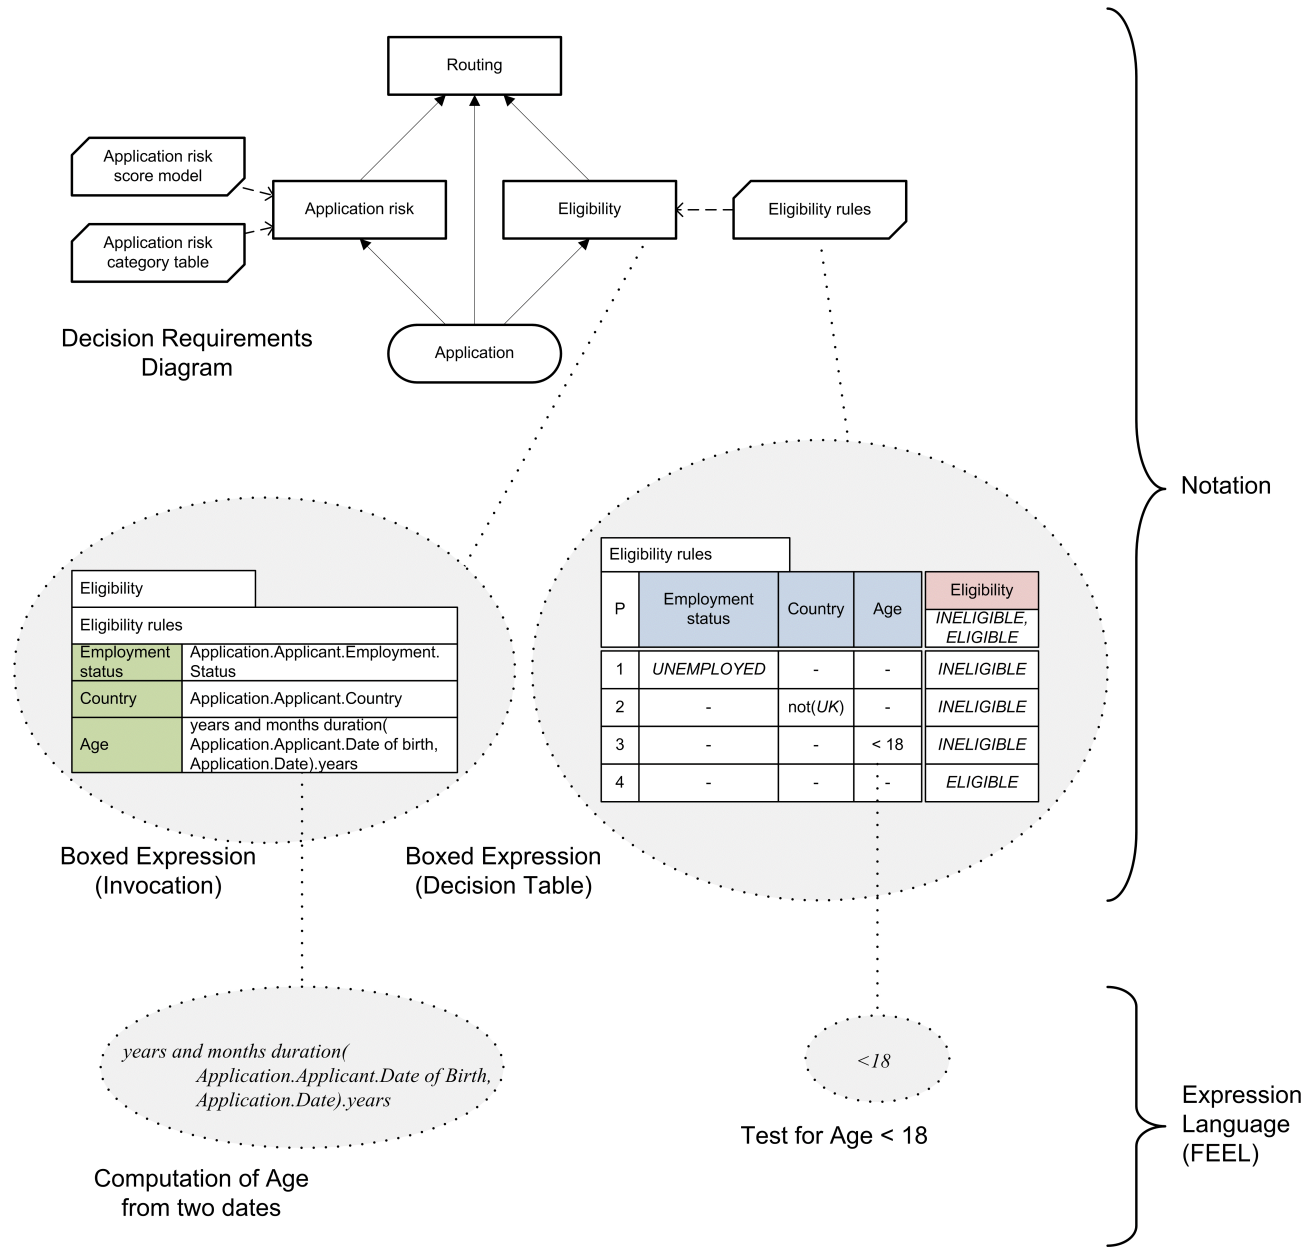 Routing
Application risk
score model
Application risk
Eligibility
Eligibility rules
Application risk
category table
Decision Requirements
Diagram
Application
Notation
Eligibility
Eligibility rules
Employment
status
Application.Applicant.Employment.
Status
Country
Application.Applicant.Country
Age
years and months duration(
Application.Applicant.Date of birth,
Application.Date).years
Boxed Expression
(Invocation)
Eligibility rules
P
Employment
status
Country
Age
Eligibility
INELIGIBLE,
ELIGIBLE
1 UNEMPLOYED - - INELIGIBLE
2 - not(UK) - INELIGIBLE
3 - - < 18 INELIGIBLE
4 - - - ELIGIBLE
Boxed Expression
(Decision Table)
years and months duration(
Application.Applicant.Date of Birth,
Application.Date).years
Computation of Age
from two dates
<18
Test for Age < 18
Expression
Language
(FEEL)